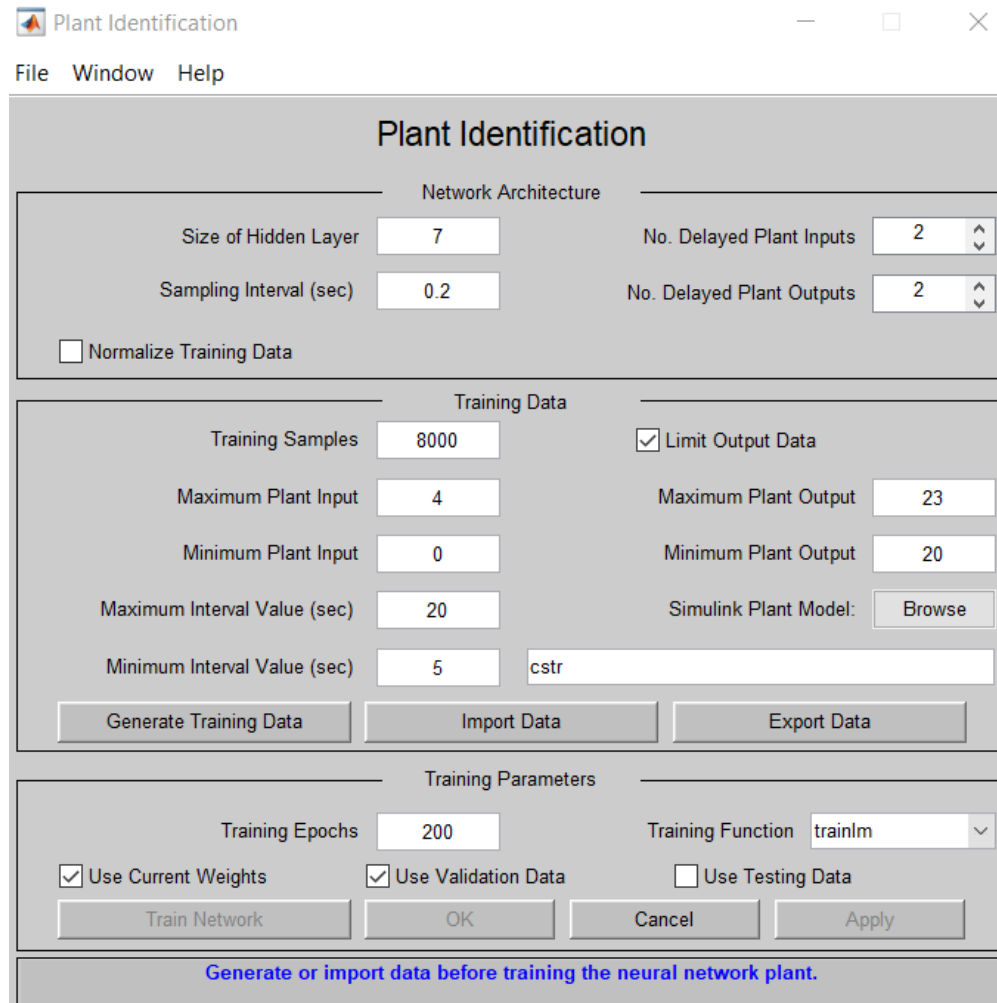 Plant Identification
File Window Help
Plant Identification
Network Architecture
Size of Hidden Layer 7 No. Delayed Plant Inputs 2
Sampling Interval (sec) 0.2 No. Delayed Plant Outputs 2
Normalize Training Data
Training Data
Training Samples 8000 Limit Output Data
Maximum Plant Input 4 Maximum Plant Output 23
Minimum Plant Input 0 Minimum Plant Output 20
Maximum Interval Value (sec) 20 Simulink Plant Model: Browse
Minimum Interval Value (sec) 5 cstr
Generate Training Data Import Data Export Data
Training Parameters
Training Epochs 200 Training Function trainlm
Use Current Weights Use Validation Data Use Testing Data
Train Network OK Cancel Apply
Generate or import data before training the neural network plant.